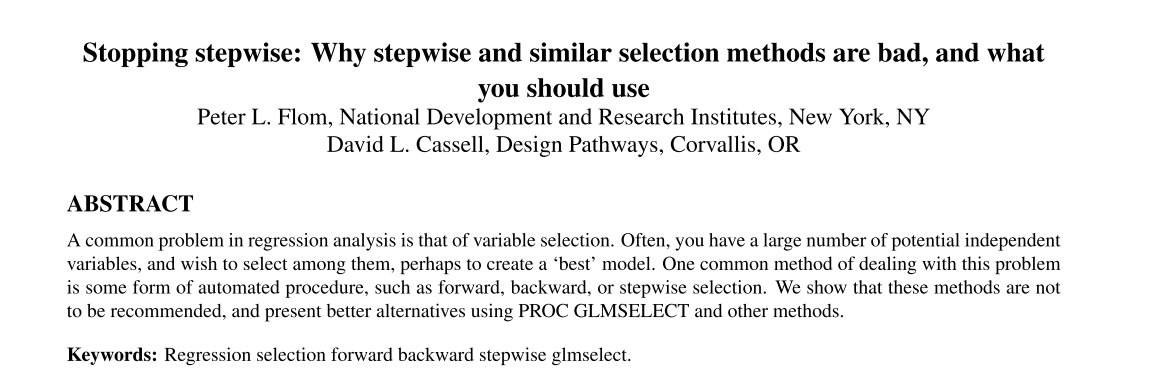 Stopping stepwise: Why stepwise and similar selection methods are bad, and what
you should use
Peter L. Flom, National Development and Research Institutes, New York, NY
David L. Cassell, Design Pathways, Corvallis, OR
ABSTRACT
A common problem in regression analysis is that of variable selection. Often, you have a large number of potential independent
variables, and wish to select among them, perhaps to create a ‘best’ model. One common method of dealing with this problem
is some form of automated procedure, such as forward, backward, or stepwise selection. We show that these methods are not
to be recommended, and present better alternatives using PROC GLMSELECT and other methods.
Keywords: Regression selection forward backward stepwise glmselect.